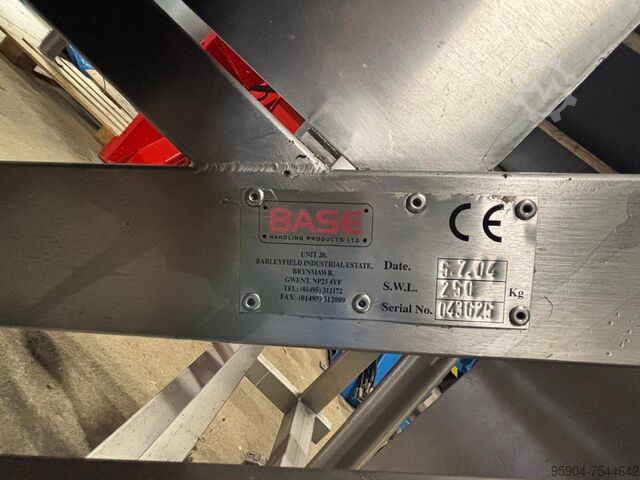 BASE
HANDLING PRODUCTS LTD
UNIT 20,
BARLEYFIELD INDUSTRIAL ESTATE,
BRYNMAWR,
GWENT, NP23 4YF
TEL: (01495) 312172
FAX: (01495) 312089
CE
Date. 5.7.04
S.W.L. 250 Kg
Serial No. 043625
95904-7544642